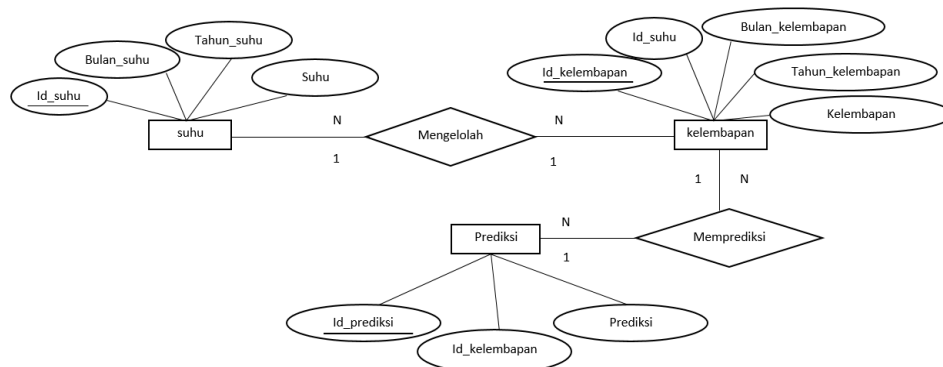 Tahun_suhu
Bulan_suhu
Suhu
Id_suhu
suhu
N
1
Mengelolah
N
1
Bulan_kelembapan
Id_suhu
Id_kelembapan
Tahun_kelembapan
Kelembapan
kelembapan
1 N
Memprediksi
N
1
Prediksi
Id_prediksi
Id_kelembapan
Prediksi